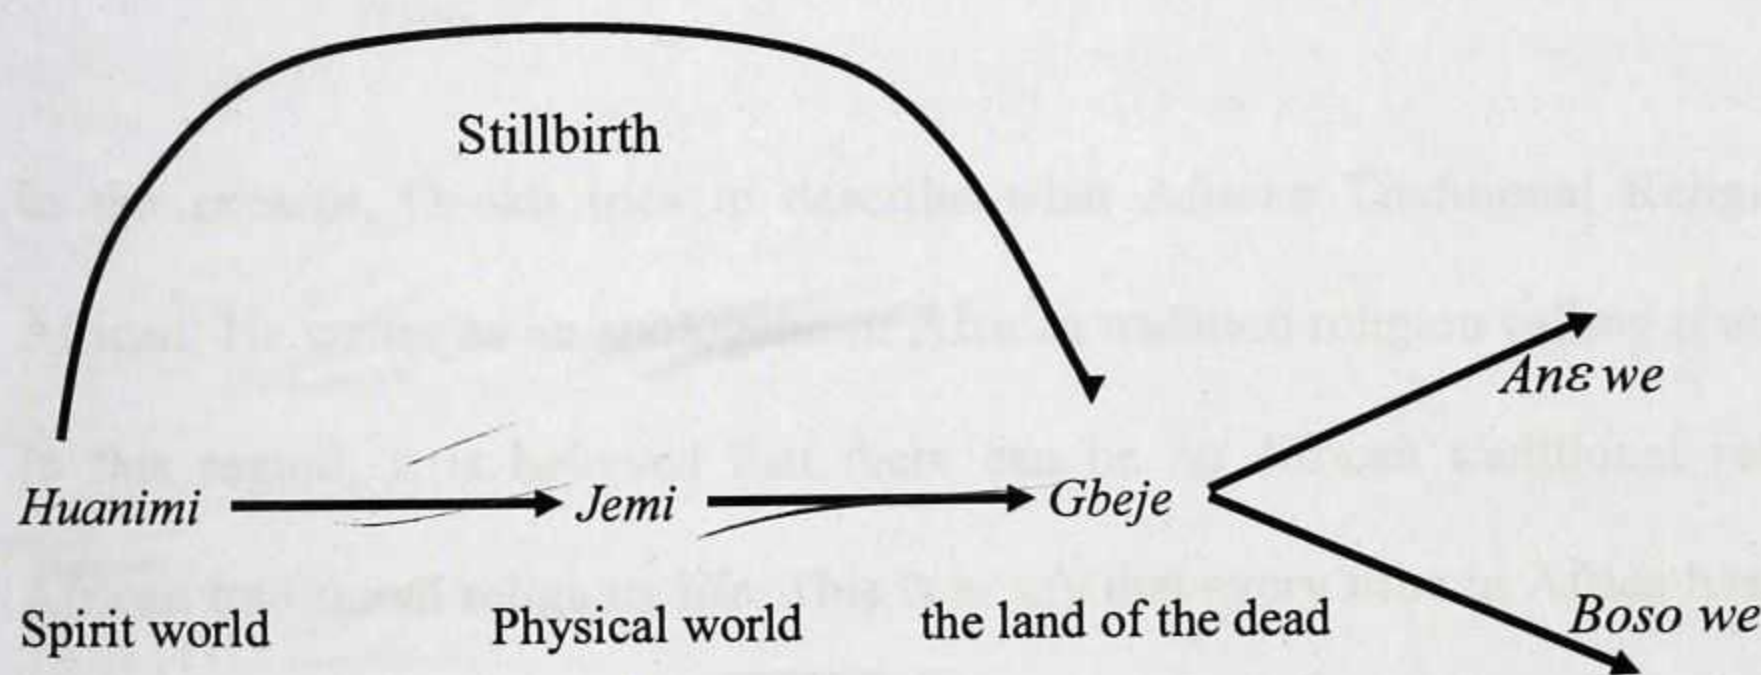 Stillbirth
Anɛ we
Huanimi Jemi Gbeje
Boso we
Spirit world Physical world the land of the dead